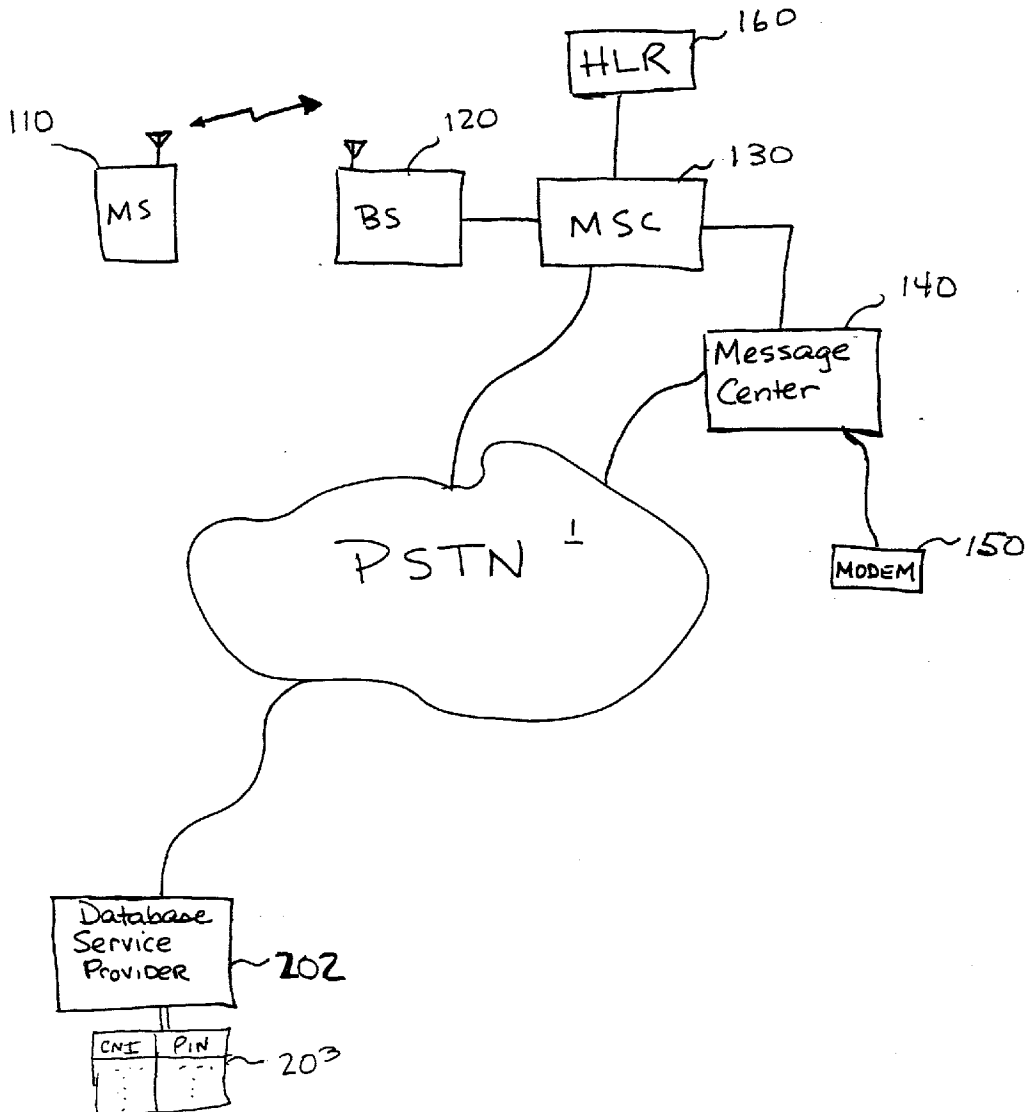 160
HLR
110
120
130
MS
BS
MSC
140
Message
Center
PSTN 1
150
MODEM
Database
Service
PROVIDER
202
CNI PIN
203